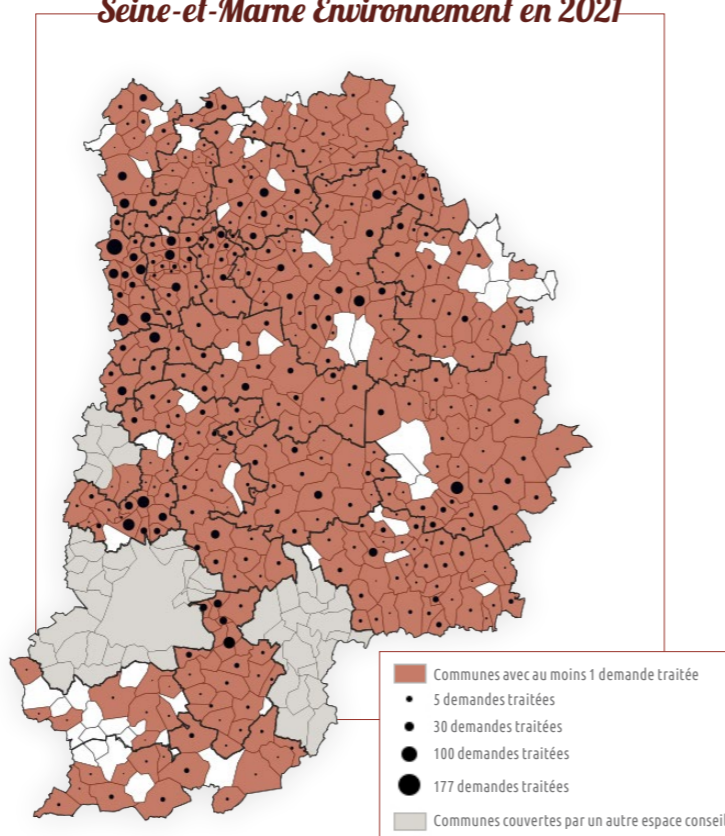 Seine-et-Marne Environnement en 2021
Communes avec au moins 1 demande traitée
5 demandes traitées
30 demandes traitées
100 demandes traitées
177 demandes traitées
Communes couvertes par un autre espace conseil